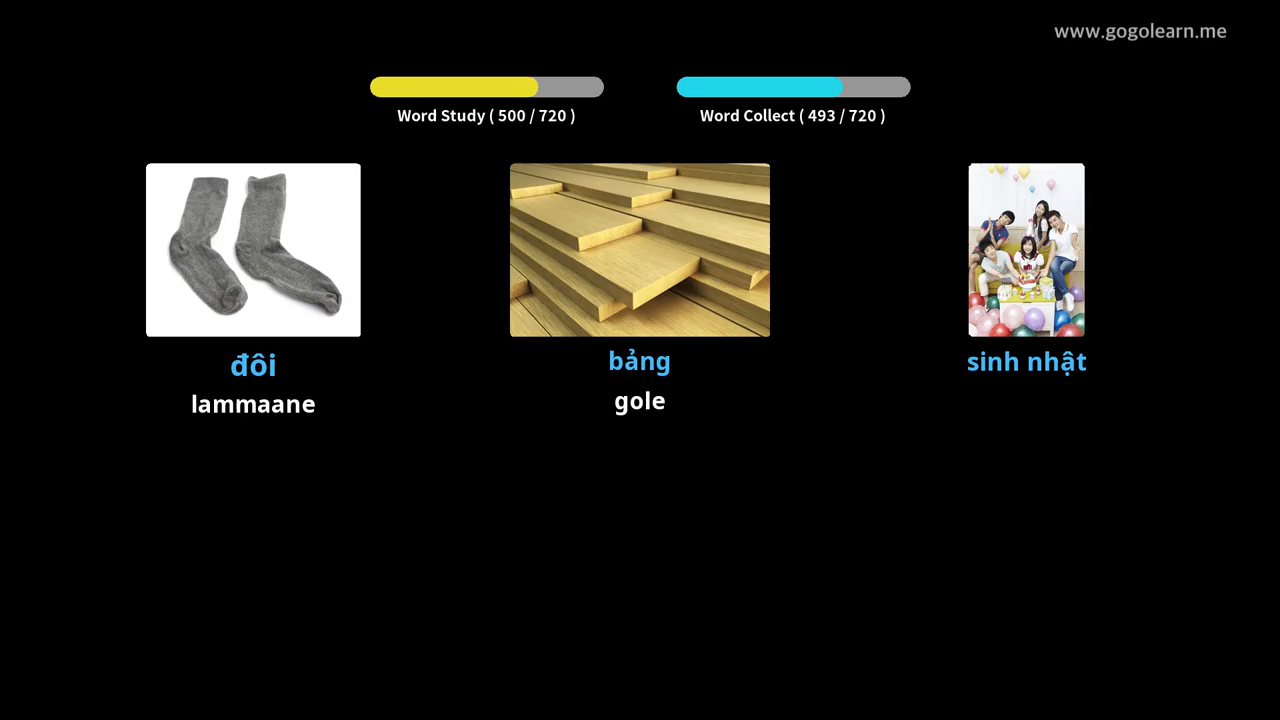 www.gogolearn.me
Word Study ( 500 / 720 )
Word Collect ( 493 / 720 )
đôi
bảng
sinh nhật
lammaane
gole